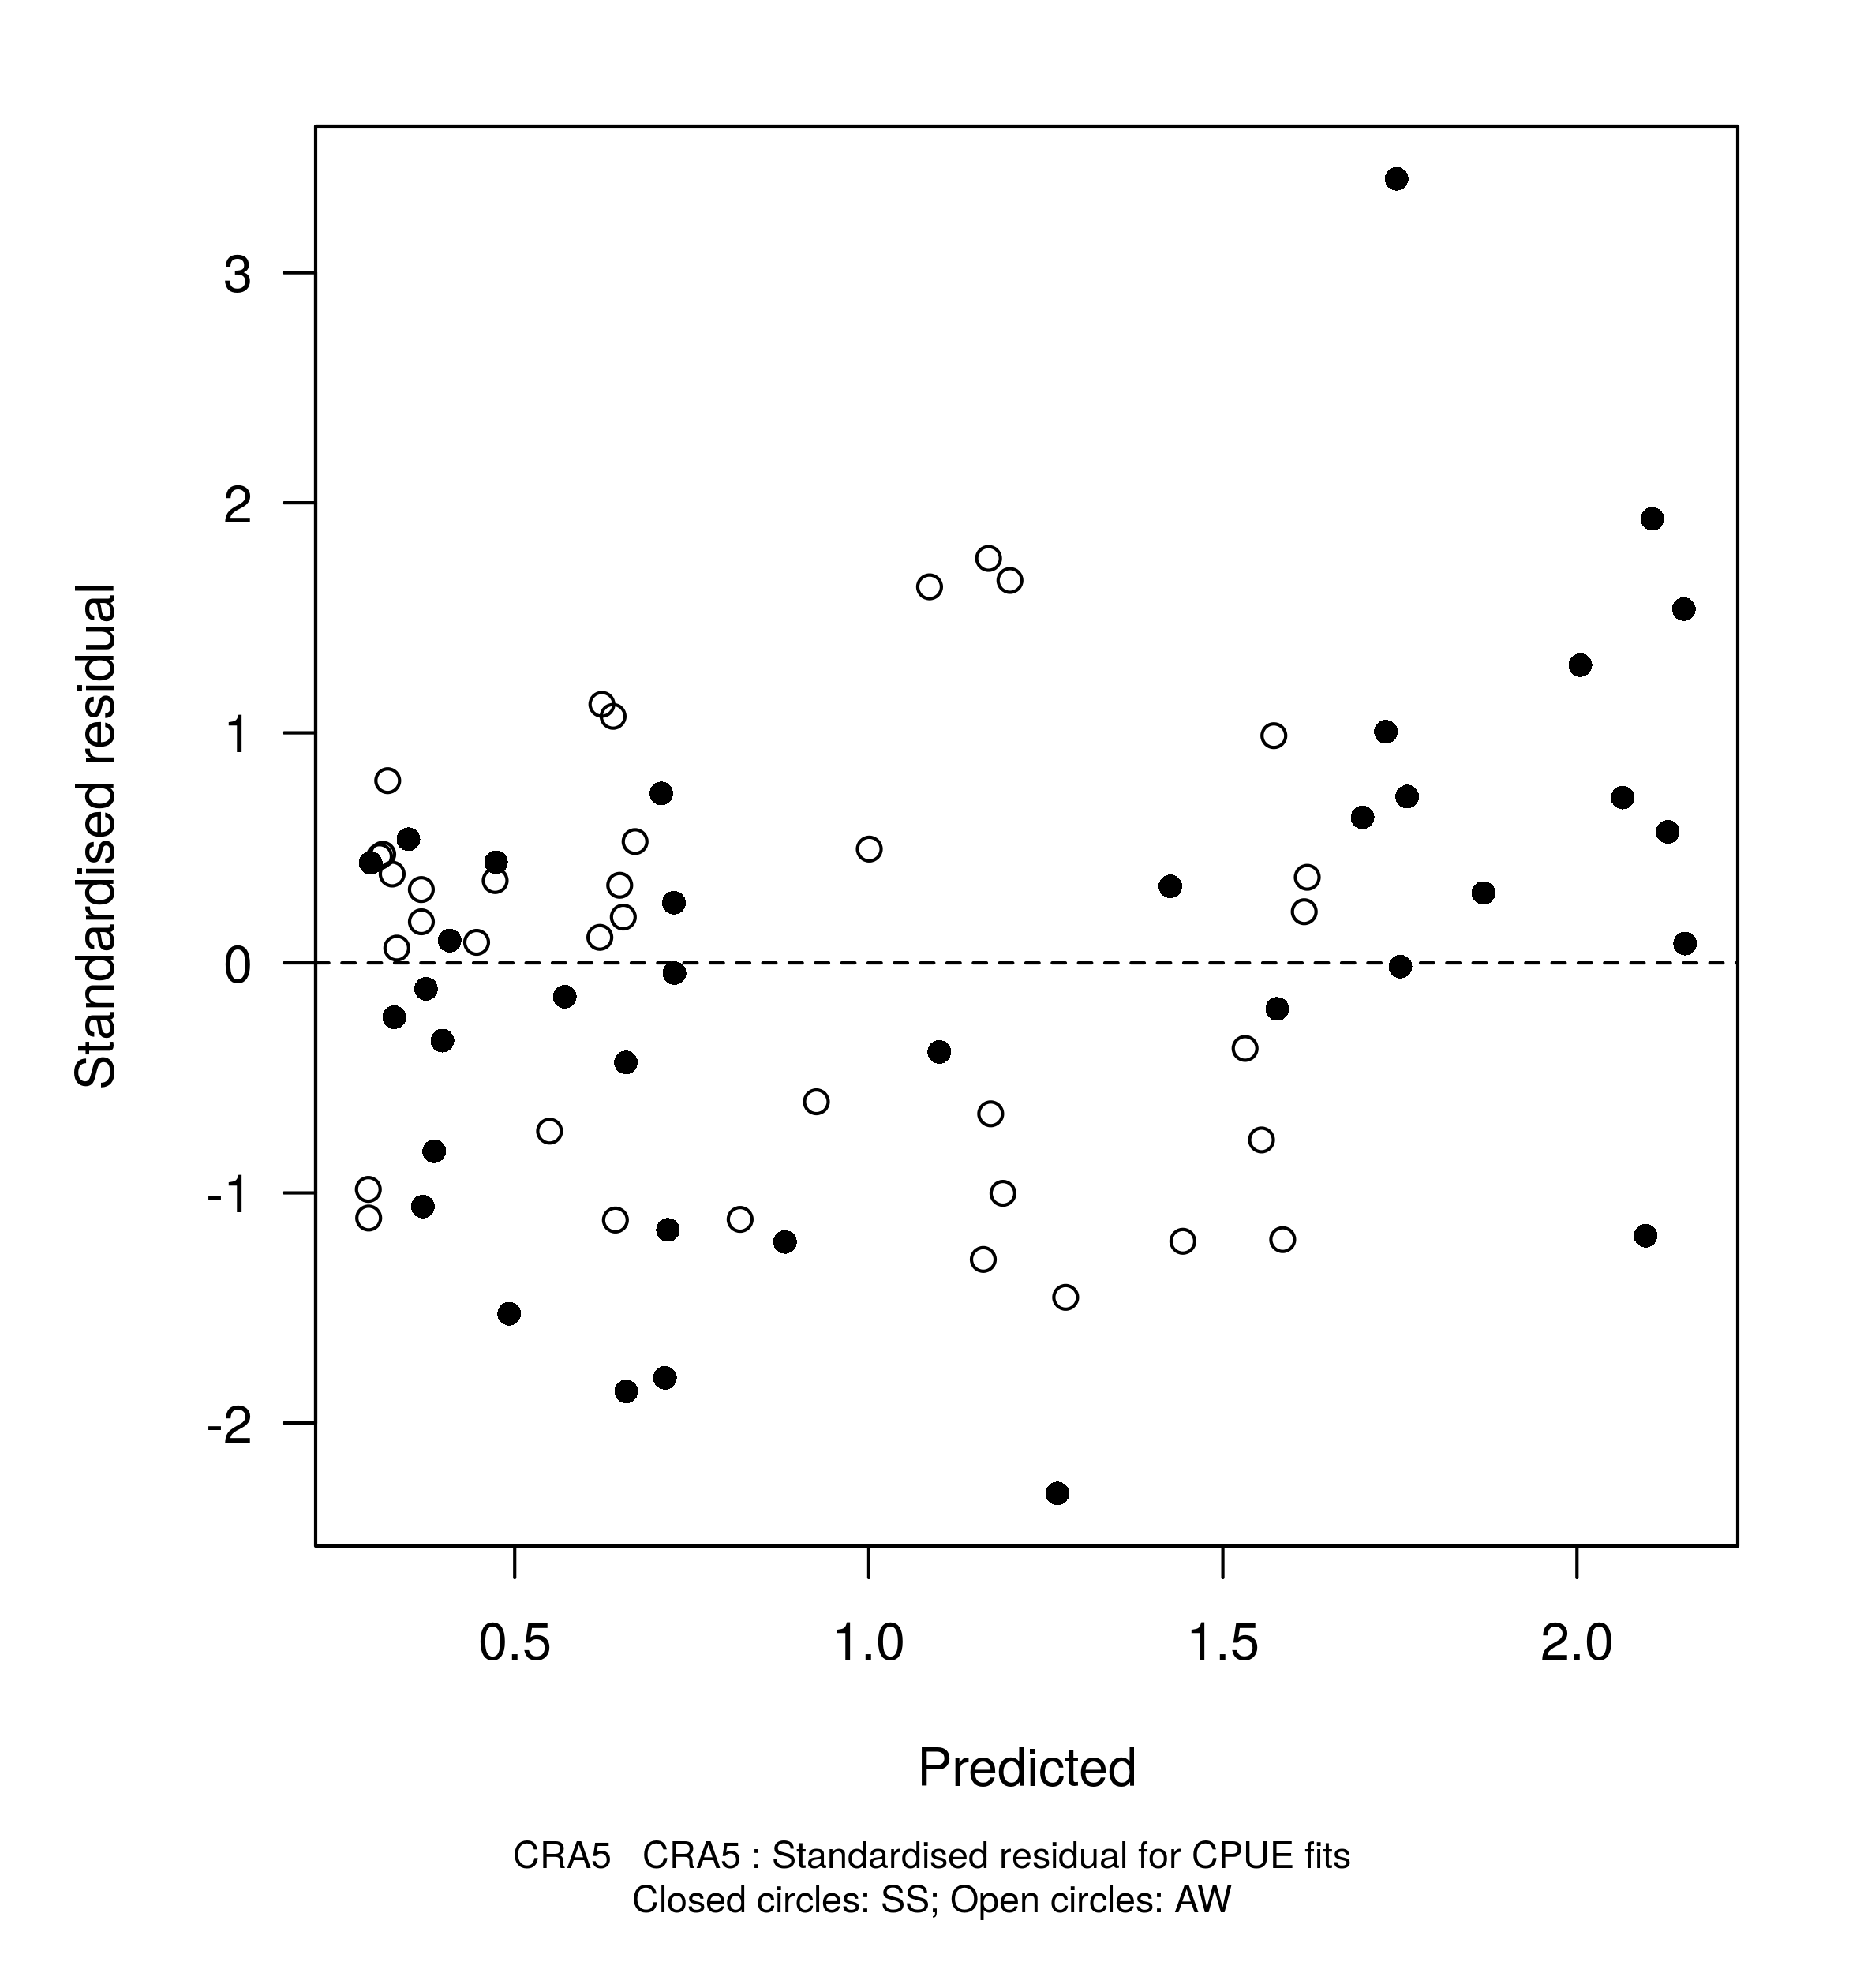 3
2
1
0
-1
-2
Standardised residual
0.5 1.0 1.5 2.0
Predicted
CRA5 CRA5 : Standardised residual for CPUE fits
Closed circles: SS; Open circles: AW